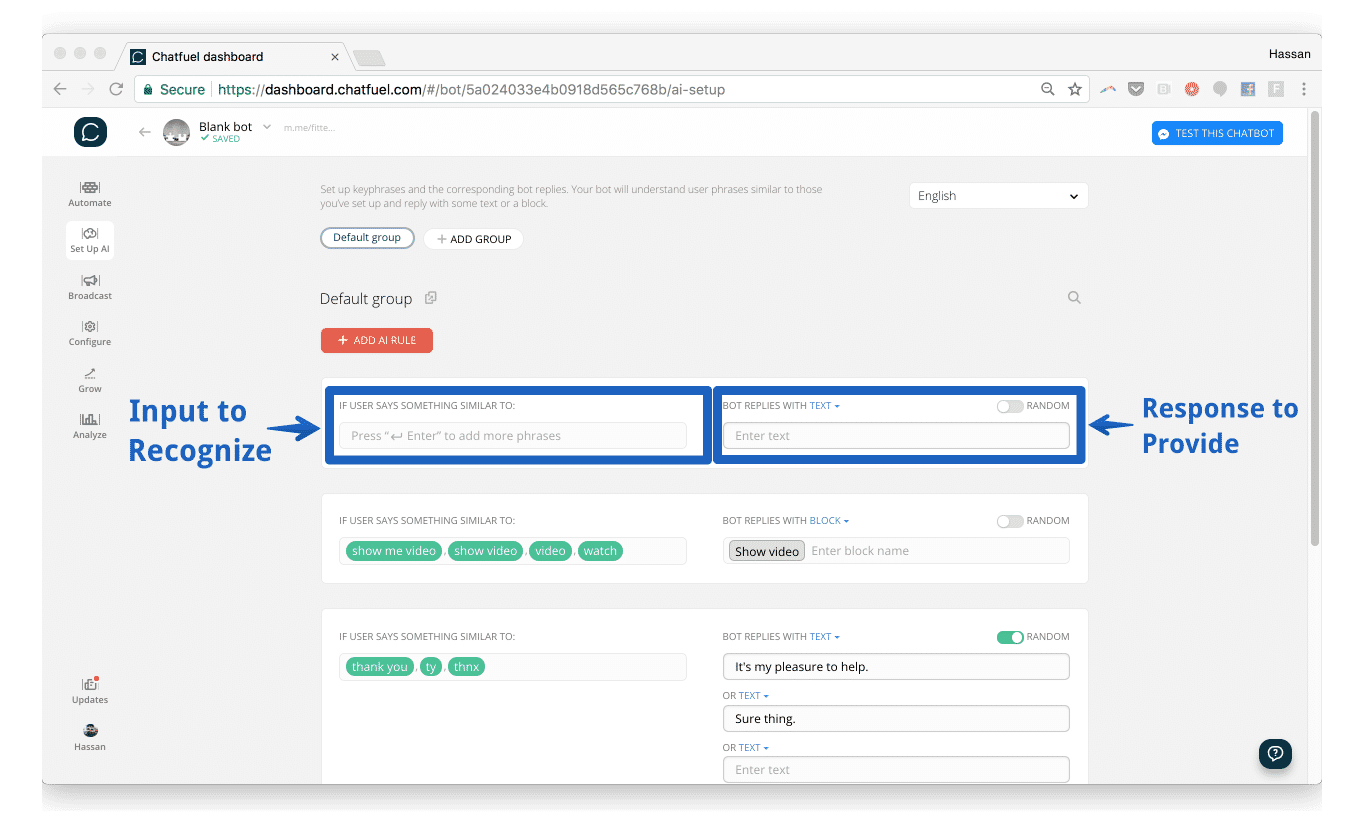 Chatfuel dashboard
Hassan
Secure https://dashboard.chatfuel.com/#/bot/5a024033e4b0918d565c768b/ai-setup
Blank bot
m.me/fitte...
SAVED
TEST THIS CHATBOT
Automate
Set Up AI
Broadcast
Configure
Grow
Analyze
Updates
Hassan
Set up keyphrases and the corresponding bot replies. Your bot will understand user phrases similar to those
you've set up and reply with some text or a block.
English
Default group
+ ADD GROUP
Default group
+ ADD AI RULE
Input to
Recognize
IF USER SAYS SOMETHING SIMILAR TO:
Press “↵ Enter” to add more phrases
BOT REPLIES WITH TEXT
RANDOM
Enter text
Response to
Provide
IF USER SAYS SOMETHING SIMILAR TO:
show me video, show video, video, watch
BOT REPLIES WITH BLOCK
RANDOM
Show video Enter block name
IF USER SAYS SOMETHING SIMILAR TO:
thank you, ty, thnx
BOT REPLIES WITH TEXT
RANDOM
It's my pleasure to help.
OR TEXT
Sure thing.
OR TEXT
Enter text